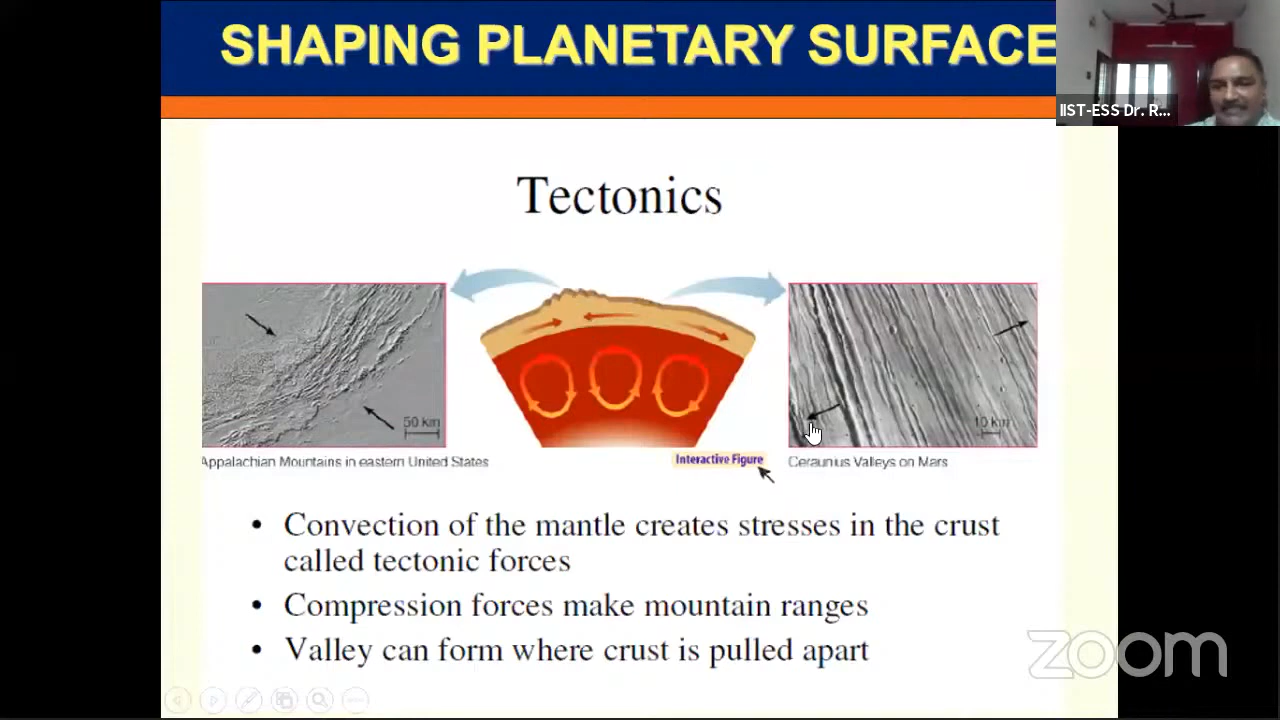 SHAPING PLANETARY SURFACE
IIST-ESS Dr. R...
Tectonics
50 km
10 km
Interactive Figure
Appalachian Mountains in eastern United States
Ceraunius Valleys on Mars
• Convection of the mantle creates stresses in the crust
called tectonic forces
• Compression forces make mountain ranges
• Valley can form where crust is pulled apart
zoom